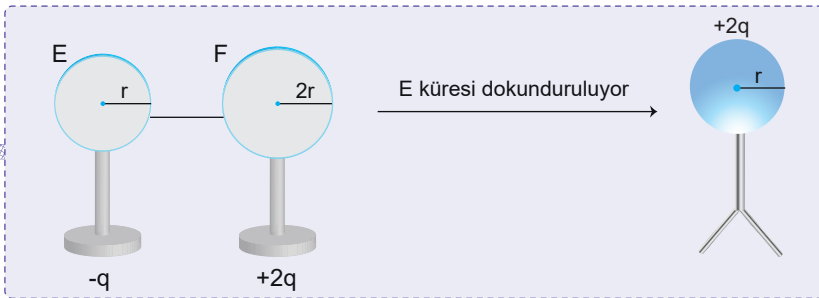 E
F
r
2r
-q
+2q
E küresi dokunduruluyor
+2q
r